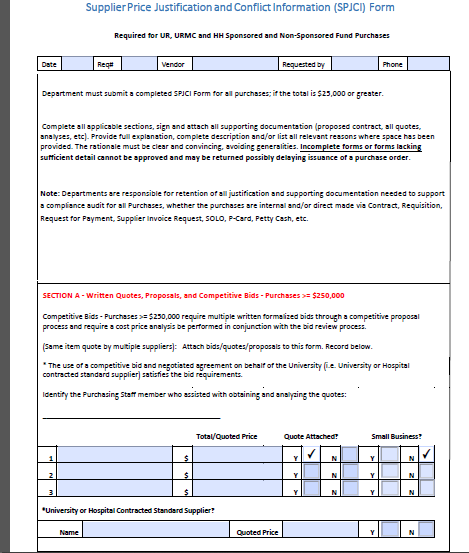 Supplier Price Justification and Conflict Information (SPJCI) Form
Required for UR, URMC and HH Sponsored and Non-Sponsored Fund Purchases
Date Req# Vendor Requested by Phone
Department must submit a completed SPJCI Form for all purchases; if the total is $25,000 or greater.
Complete all applicable sections, sign and attach all supporting documentation (proposed contract, all quotes,
analyses, etc). Provide full explanation, complete description and/or list all relevant reasons where space has been
provided. The rationale must be clear and convincing, avoiding generalities. Incomplete forms or forms lacking
sufficient detail cannot be approved and may be returned possibly delaying issuance of a purchase order.
Note: Departments are responsible for retention of all justification and supporting documentation needed to support
a compliance audit for all Purchases, whether the purchases are internal and/or direct made via Contract, Requisition,
Request for Payment, Supplier Invoice Request, SOLO, P-Card, Petty Cash, etc.
SECTION A - Written Quotes, Proposals, and Competitive Bids - Purchases >= $250,000
Competitive Bids - Purchases >= $250,000 require multiple written formalized bids through a competitive proposal
process and require a cost price analysis be performed in conjunction with the bid review process.
(Same item quote by multiple suppliers): Attach bids/quotes/proposals to this form. Record below.
* The use of a competitive bid and negotiated agreement on behalf of the University (i.e. University or Hospital
contracted standard supplier) satisfies the bid requirements.
Identify the Purchasing Staff member who assisted with obtaining and analyzing the quotes:
Total/Quoted Price Quote Attached? Small Business?
1 $ Y ✓ N Y N ✓
2 $ Y N Y N
3 $ Y N Y N
*University or Hospital Contracted Standard Supplier?
Name Quoted Price Y N